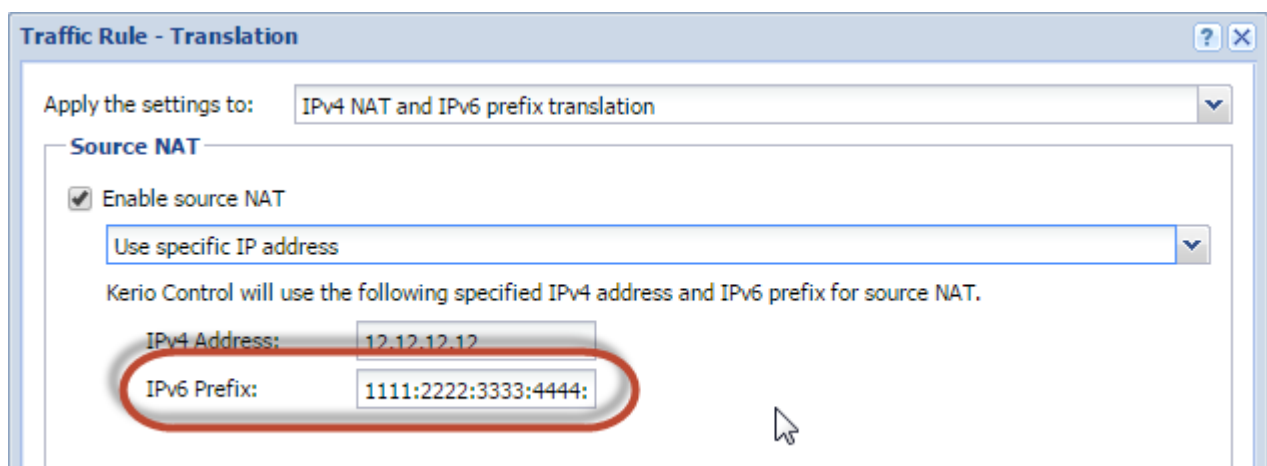 Traffic Rule - Translation ?
Apply the settings to: IPv4 NAT and IPv6 prefix translation
Source NAT
Enable source NAT
Use specific IP address
Kerio Control will use the following specified IPv4 address and IPv6 prefix for source NAT.
IPv4 Address: 12.12.12.12
IPv6 Prefix: 1111:2222:3333:4444: